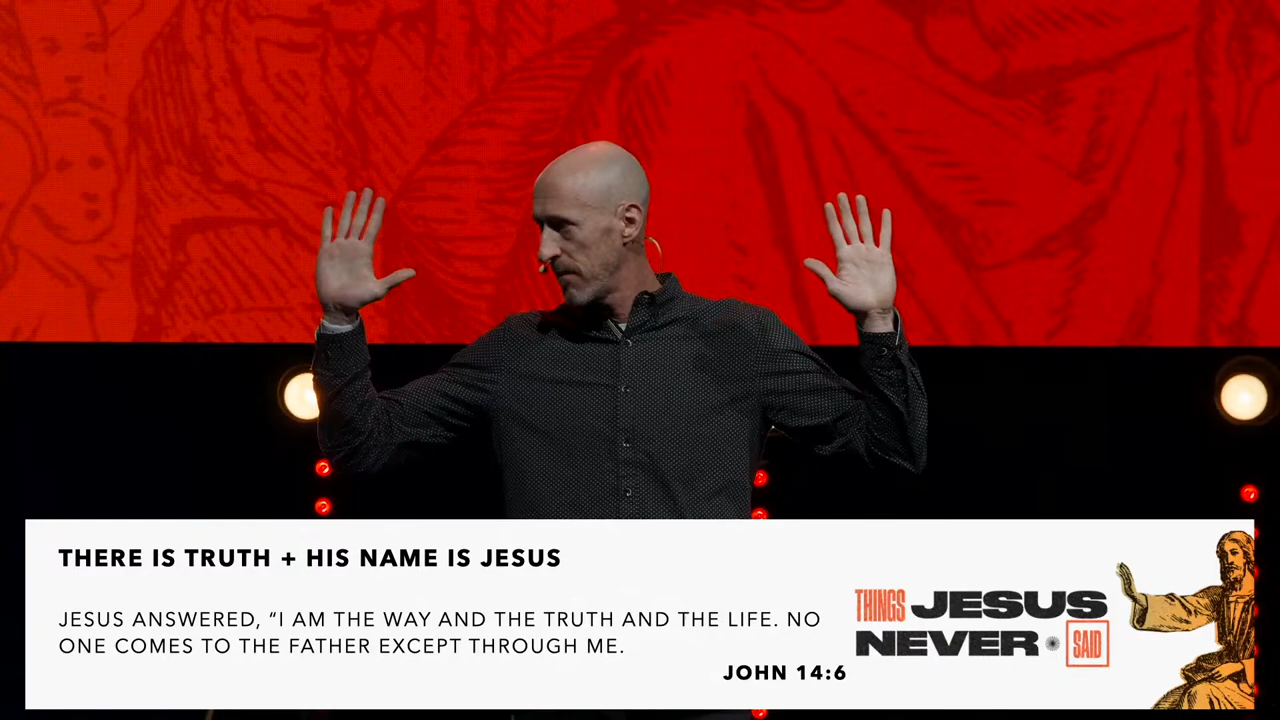 THERE IS TRUTH + HIS NAME IS JESUS
JESUS ANSWERED, “I AM THE WAY AND THE TRUTH AND THE LIFE. NO
ONE COMES TO THE FATHER EXCEPT THROUGH ME.
JOHN 14:6
THINGS JESUS
NEVER SAID